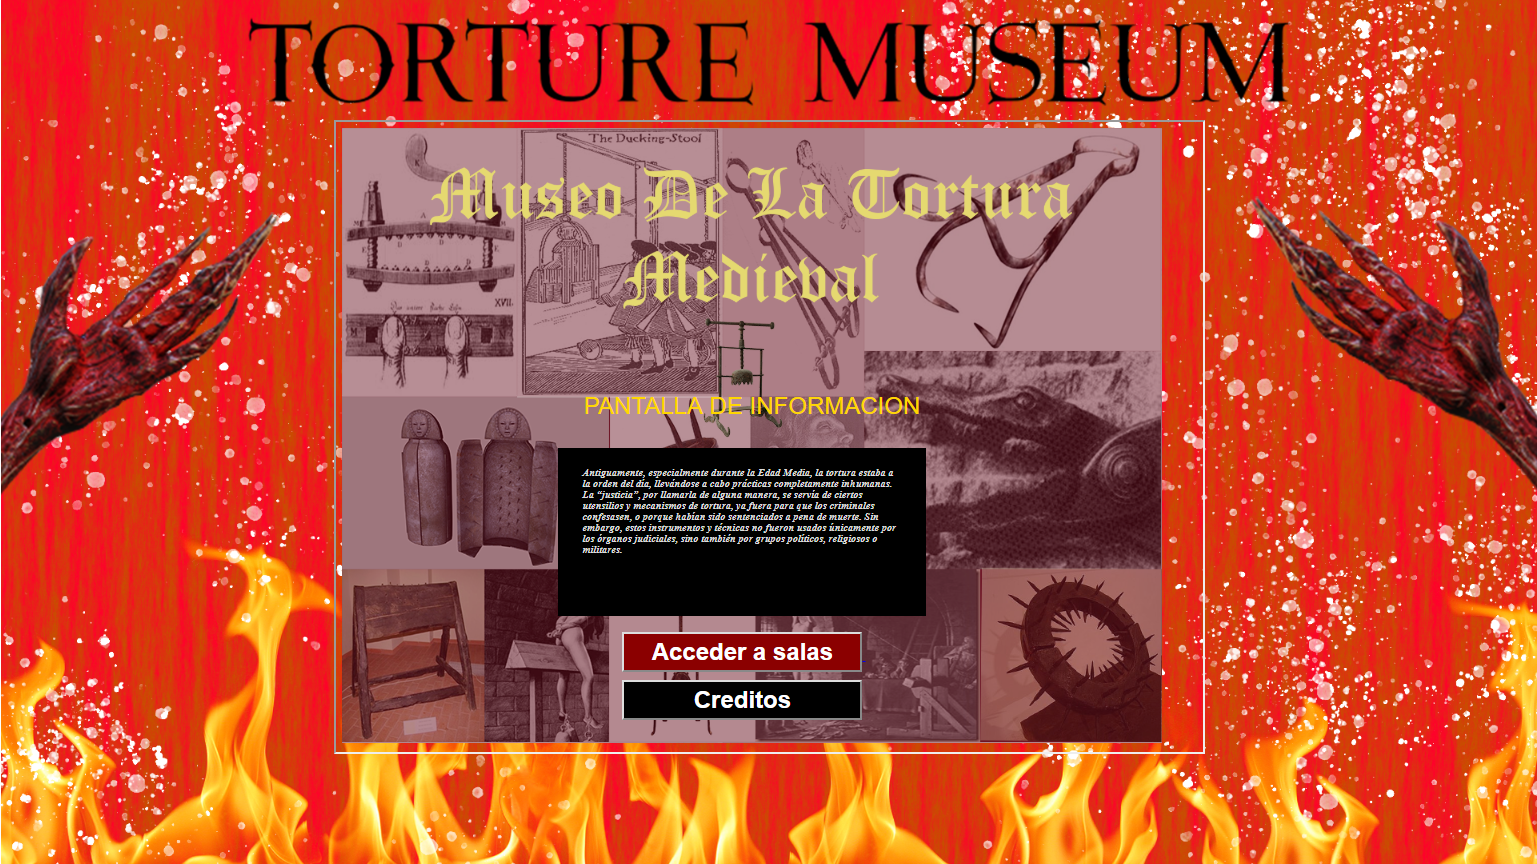 TORTURE MUSEUM
The Ducking-Stool
Museo De La Tortura
Medieval
XVII
PANTALLA DE INFORMACION
Antiguamente, especialmente durante la Edad Media, la tortura estaba a
la orden del día, llevándose a cabo prácticas completamente inhumanas.
La “justicia”, por llamarla de alguna manera, se servía de ciertos
utensilios y mecanismos de tortura, ya fuera para que los criminales
confesasen, o porque habían sido sentenciados a pena de muerte. Sin
embargo, estos instrumentos y técnicas no fueron usados únicamente por
los órganos judiciales, sino también por grupos políticos, religiosos o
militares.
Acceder a salas
Creditos